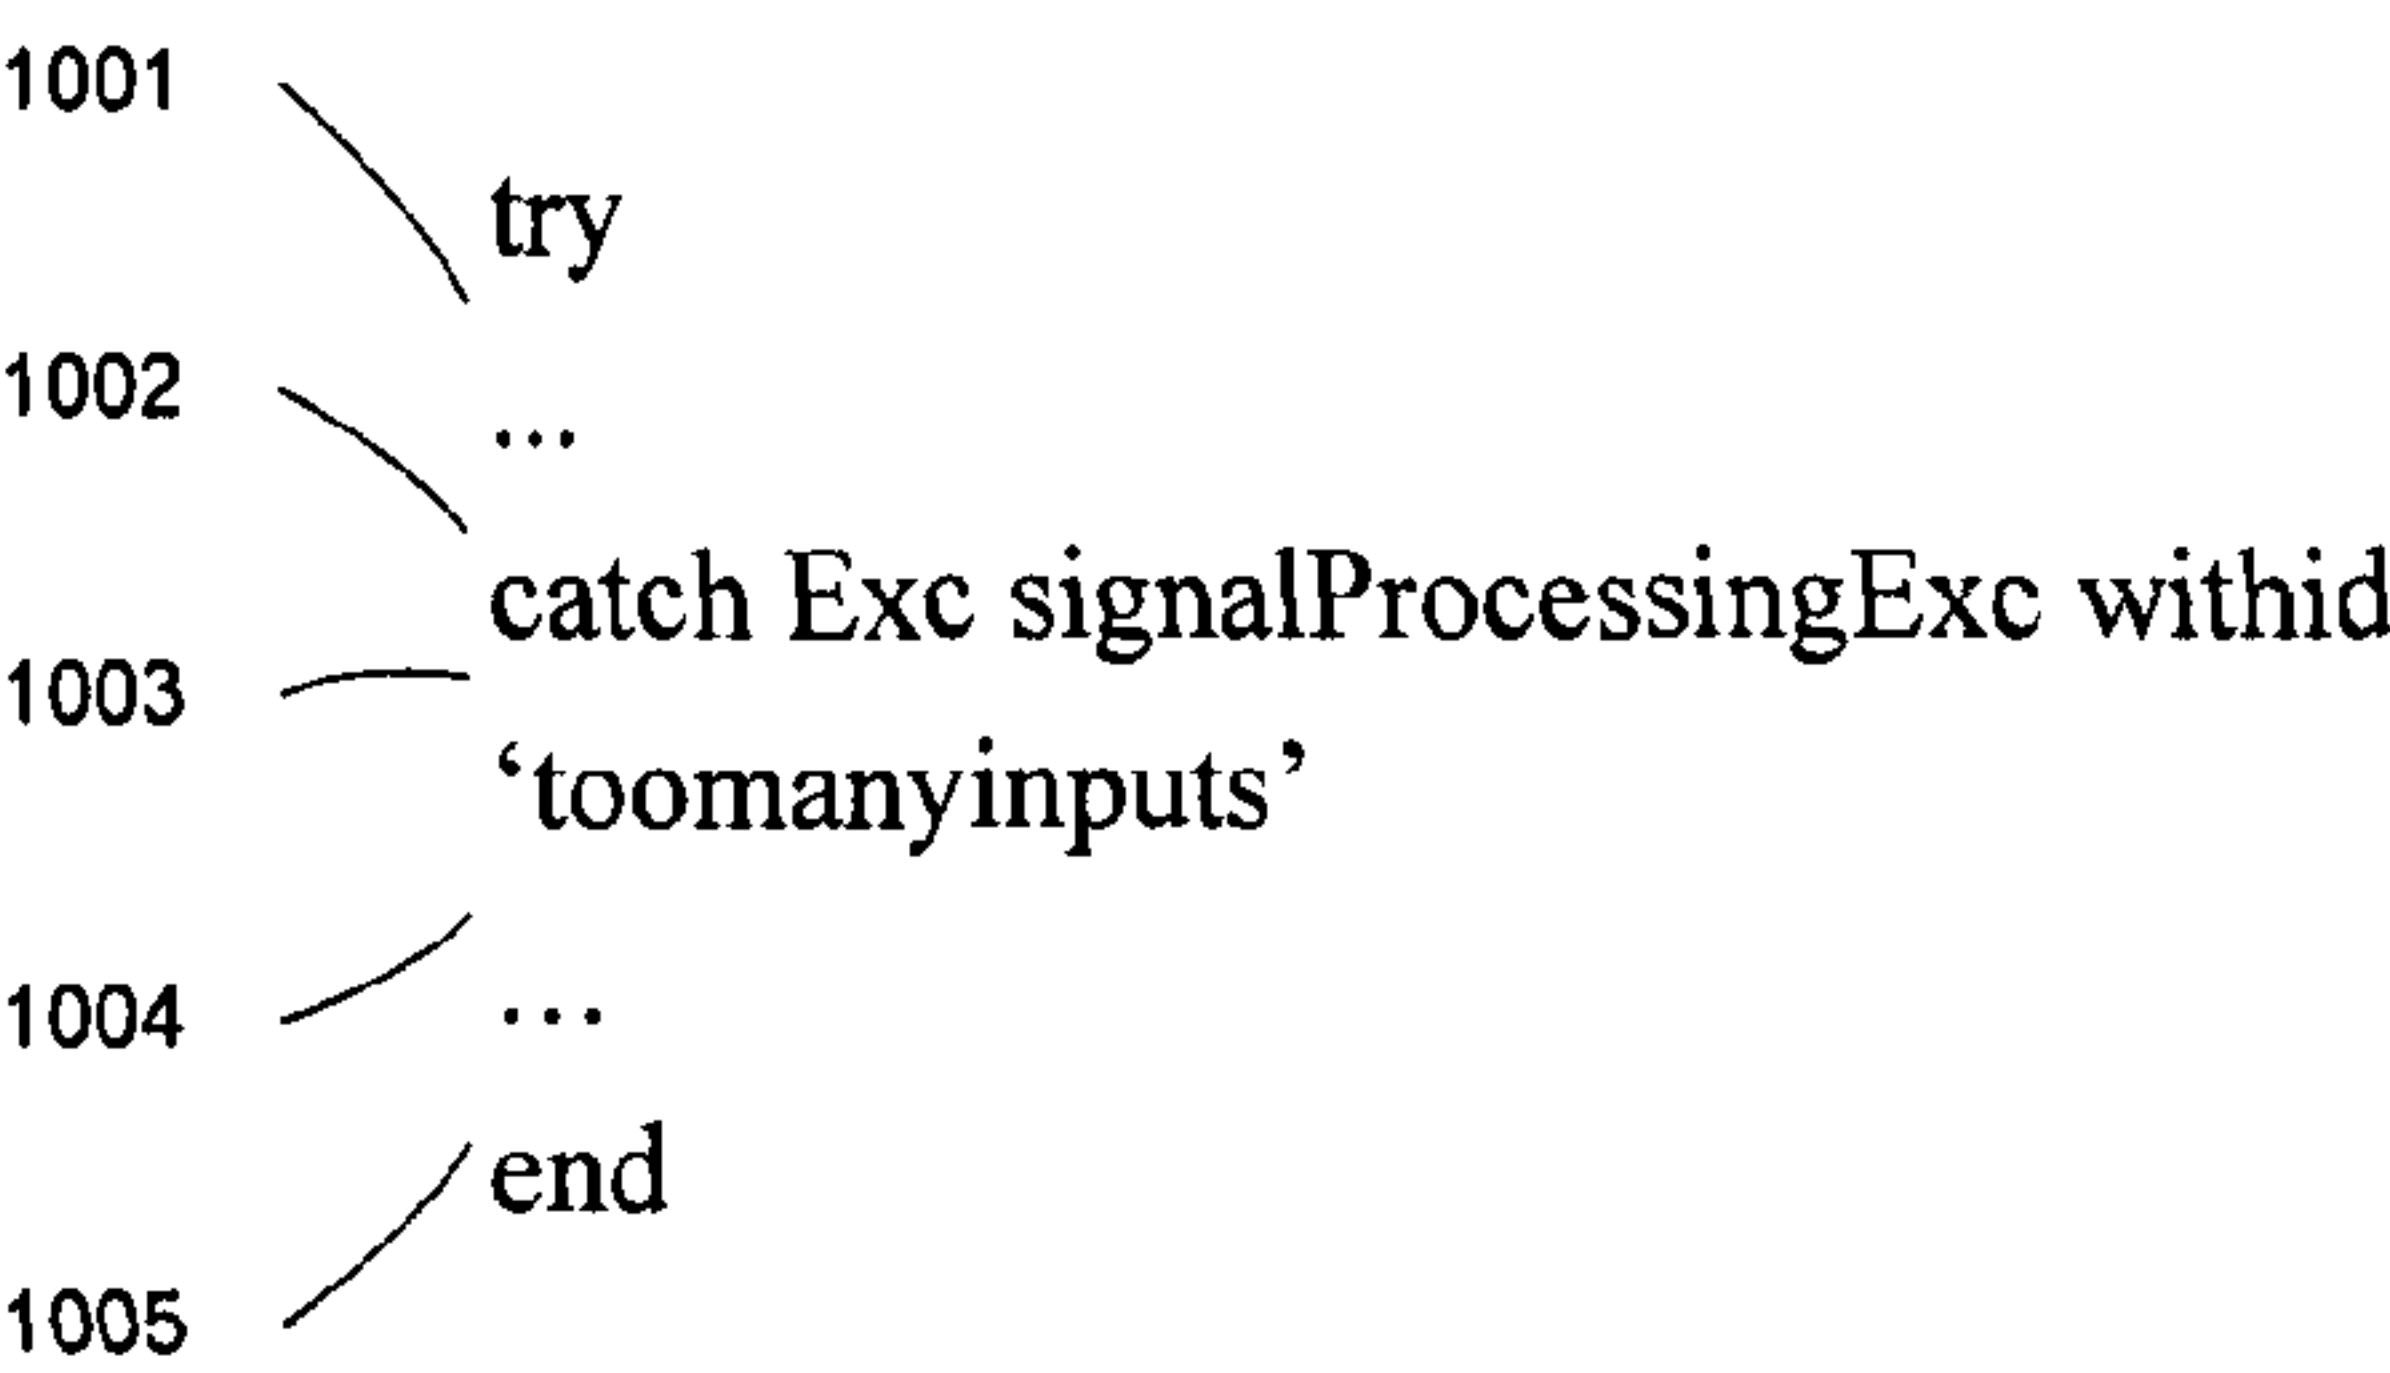 1001
try
1002
...
catch Exc signalProcessingExc withid
1003
‘toomanyinputs’
1004
...
end
1005